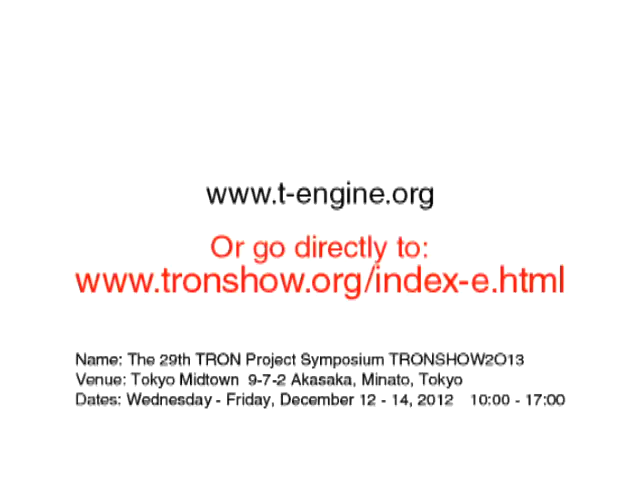 www.t-engine.org
Or go directly to:
www.tronshow.org/index-e.html
Name: The 29th TRON Project Symposium TRONSHOW2O13
Venue: Tokyo Midtown 9-7-2 Akasaka, Minato, Tokyo
Dates: Wednesday - Friday, December 12 - 14, 2012 10:00 - 17:00